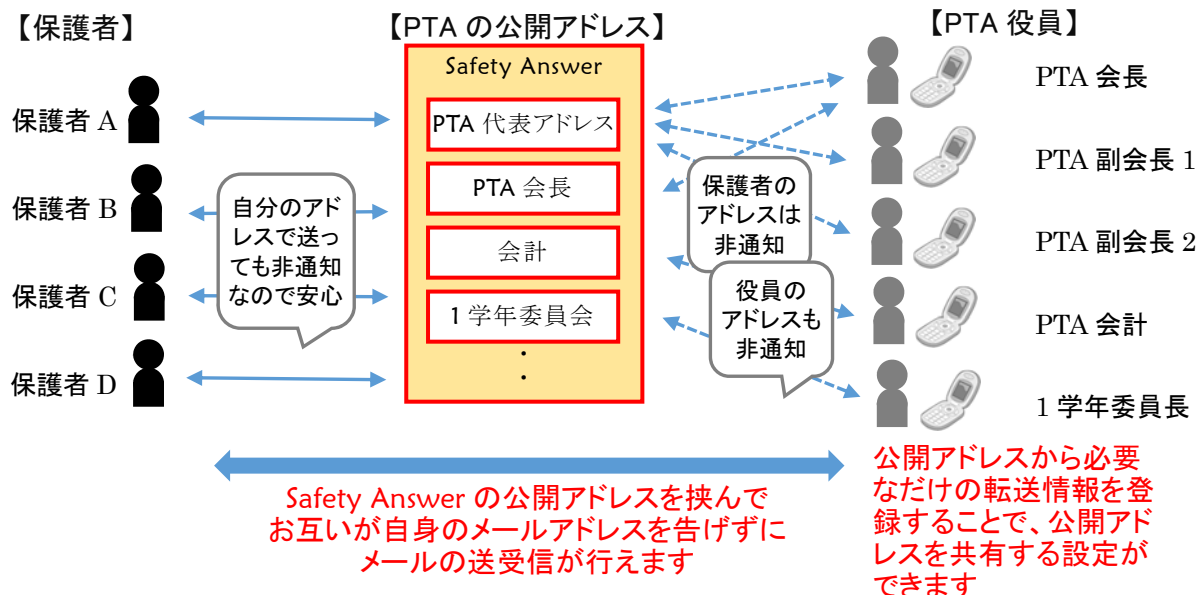 【保護者】
【PTA の公開アドレス】
【PTA 役員】
Safety Answer
PTA 代表アドレス
PTA 会長
会計
1 学年委員会
・
・
保護者 A
保護者 B
保護者 C
保護者 D
自分のアド
レスで送っ
ても非通知
なので安心
保護者の
アドレスは
非通知
役員の
アドレスも
非通知
PTA 会長
PTA 副会長 1
PTA 副会長 2
PTA 会計
1 学年委員長
Safety Answer の公開アドレスを挟んで
お互いが自身のメールアドレスを告げずに
メールの送受信が行えます
公開アドレスから必要
なだけの転送情報を登
録することで、公開アド
レスを共有する設定が
できます